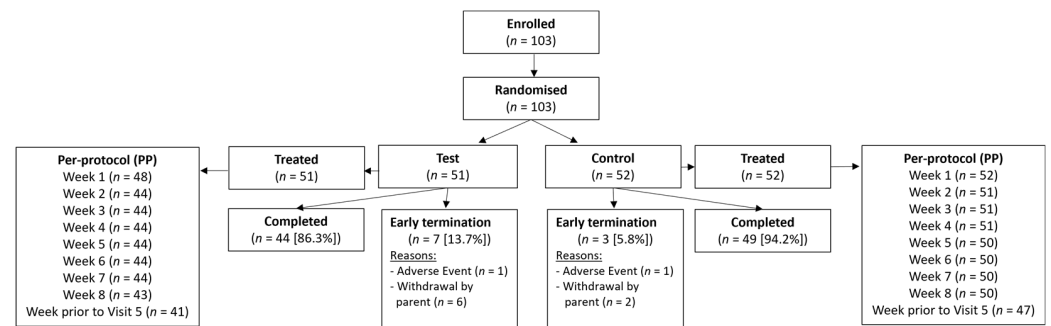 Enrolled
(n = 103)
Randomised
(n = 103)
Per-protocol (PP)
Week 1 (n = 48)
Week 2 (n = 44)
Week 3 (n = 44)
Week 4 (n = 44)
Week 5 (n = 44)
Week 6 (n = 44)
Week 7 (n = 44)
Week 8 (n = 43)
Week prior to Visit 5 (n = 41)
Treated
(n = 51)
Test
(n = 51)
Control
(n = 52)
Treated
(n = 52)
Completed
(n = 44 [86.3%])
Early termination
(n = 7 [13.7%])
Reasons:
- Adverse Event (n = 1)
- Withdrawal by
parent (n = 6)
Early termination
(n = 3 [5.8%])
Reasons:
- Adverse Event (n = 1)
- Withdrawal by
parent (n = 2)
Completed
(n = 49 [94.2%])
Per-protocol (PP)
Week 1 (n = 52)
Week 2 (n = 51)
Week 3 (n = 51)
Week 4 (n = 51)
Week 5 (n = 50)
Week 6 (n = 50)
Week 7 (n = 50)
Week 8 (n = 50)
Week prior to Visit 5 (n = 47)